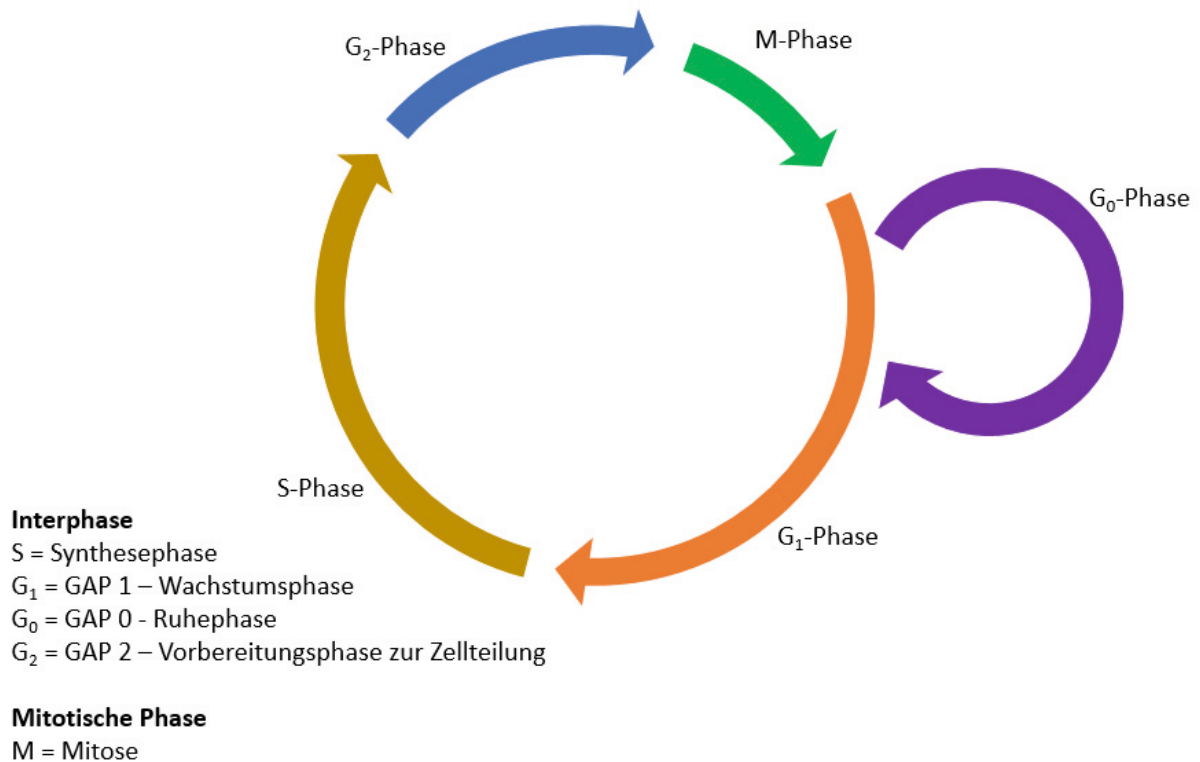 G₂-Phase
M-Phase
G₀-Phase
S-Phase
G₁-Phase
Interphase
S = Synthesephase
G₁ = GAP 1 – Wachstumsphase
G₀ = GAP 0 - Ruhephase
G₂ = GAP 2 – Vorbereitungsphase zur Zellteilung
Mitotische Phase
M = Mitose